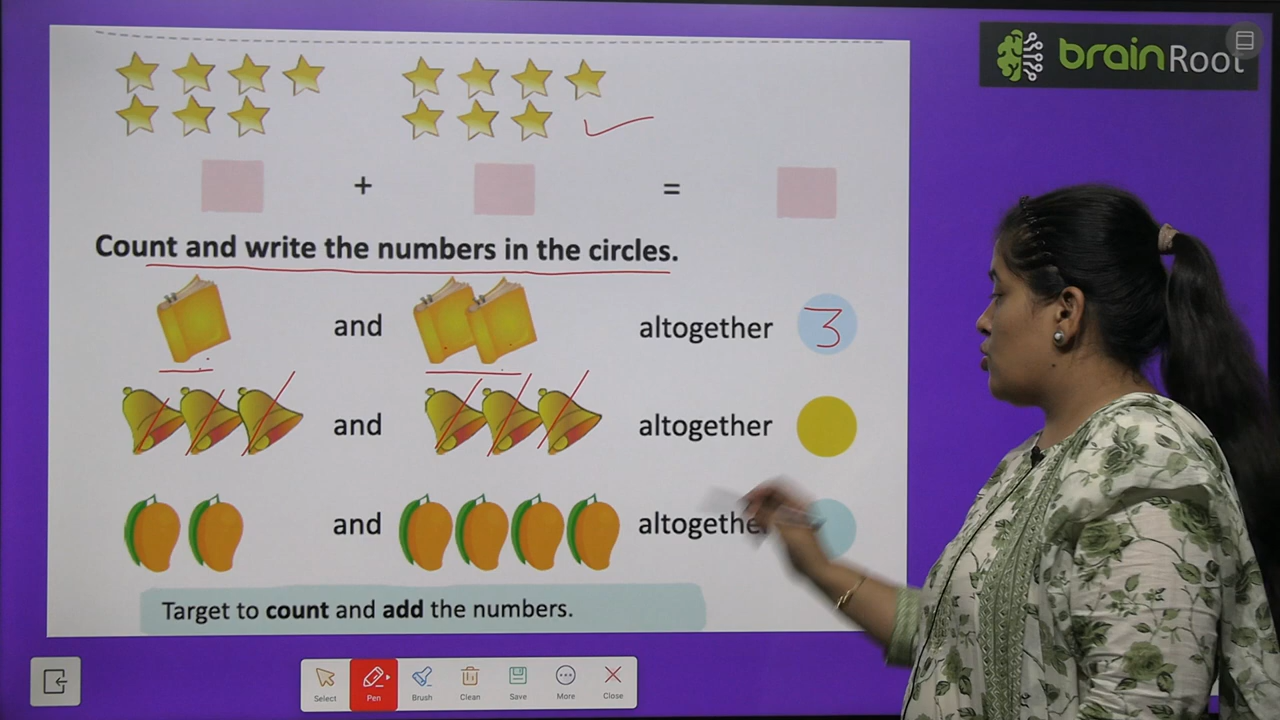 brainRoot
+ =
Count and write the numbers in the circles.
and altogether 3
and altogether
and altogethe
Target to count and add the numbers.
Select Pen Brush Clean Save More Close